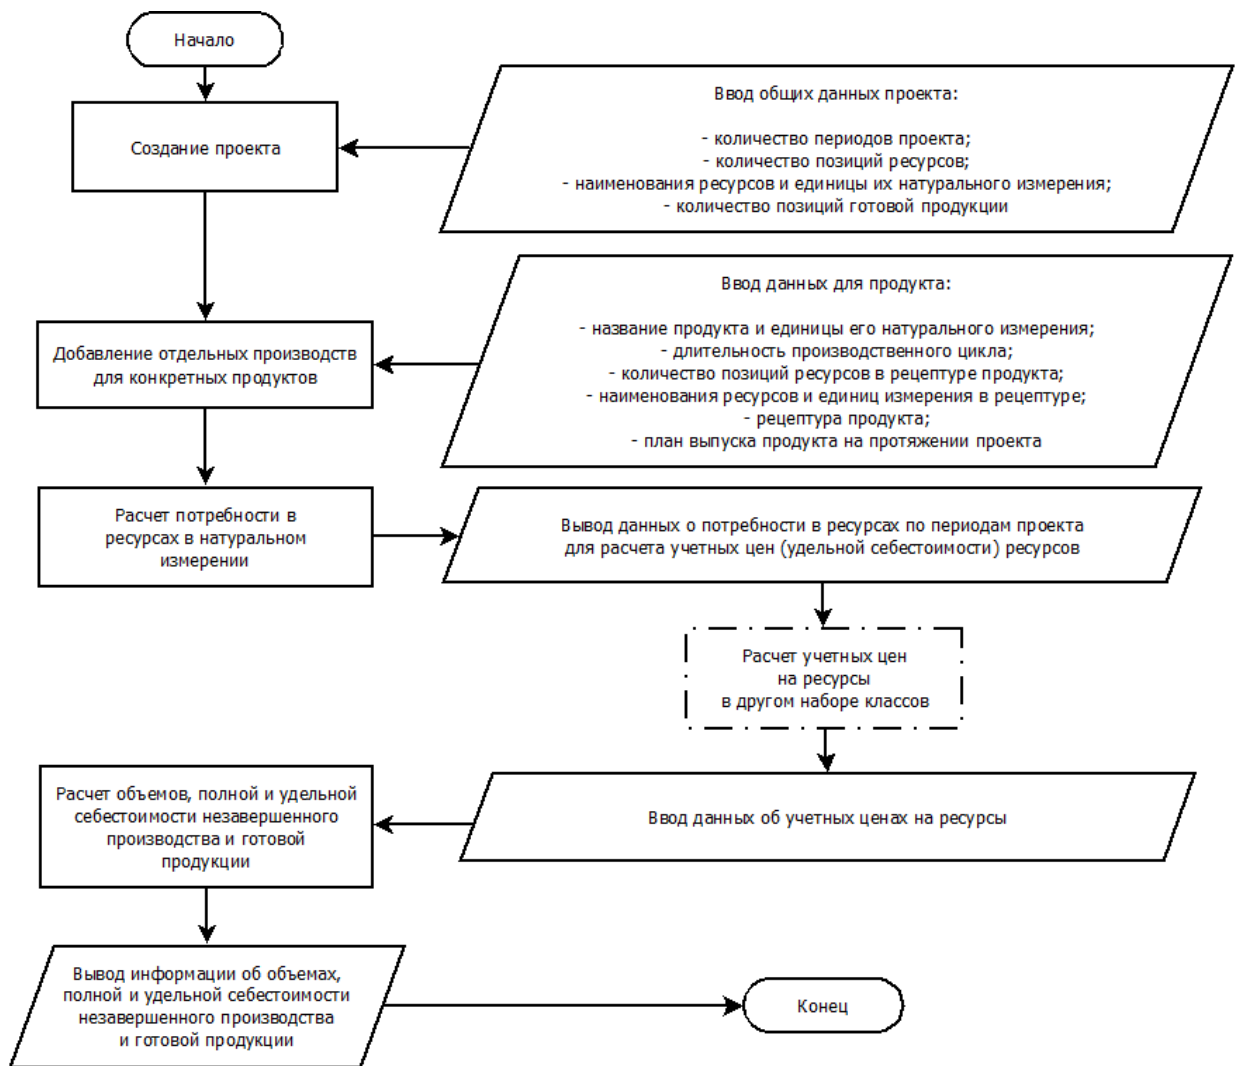 Начало
Ввод общих данных проекта:
- количество периодов проекта;
- количество позиций ресурсов;
- наименования ресурсов и единицы их натурального измерения;
- количество позиций готовой продукции
Создание проекта
Ввод данных для продукта:
- название продукта и единицы его натурального измерения;
- длительность производственного цикла;
- количество позиций ресурсов в рецептуре продукта;
- наименования ресурсов и единиц измерения в рецептуре;
- рецептура продукта;
- план выпуска продукта на протяжении проекта
Добавление отдельных производств
для конкретных продуктов
Расчет потребности в
ресурсах в натуральном
измерении
Вывод данных о потребности в ресурсах по периодам проекта
для расчета учетных цен (удельной себестоимости) ресурсов
Расчет учетных цен
на ресурсы
в другом наборе классов
Ввод данных об учетных ценах на ресурсы
Расчет объемов, полной и удельной
себестоимости незавершенного
производства и готовой
продукции
Вывод информации об объемах,
полной и удельной себестоимости
незавершенного производства
и готовой продукции
Конец